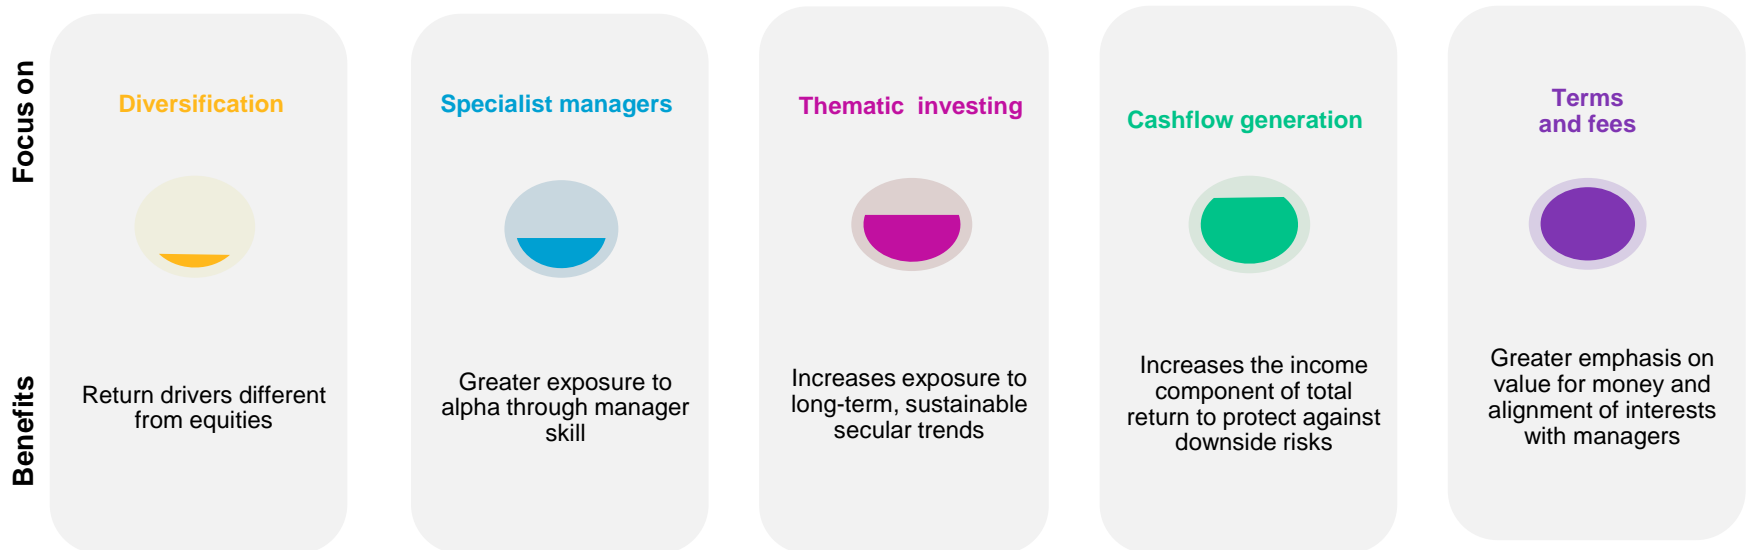 Focus on
Diversification
Specialist managers
Thematic  investing
Cashflow generation
Terms
and fees
Benefits
Return drivers different
from equities
Greater exposure to
alpha through manager
skill
Increases exposure to
long-term, sustainable
secular trends
Increases the income
component of total
return to protect against
downside risks
Greater emphasis on
value for money and
alignment of interests
with managers